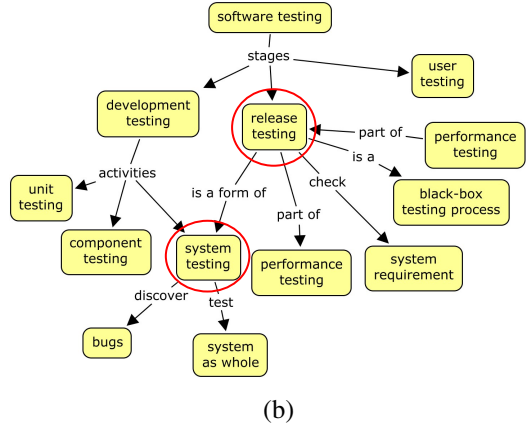 software testing
stages
user
testing
development
testing
release
testing
part of
performance
testing
is a
activities
check
unit
testing
is a form of
black-box
testing process
part of
component
testing
system
testing
performance
testing
system
requirement
discover
test
bugs
system
as whole
(b)